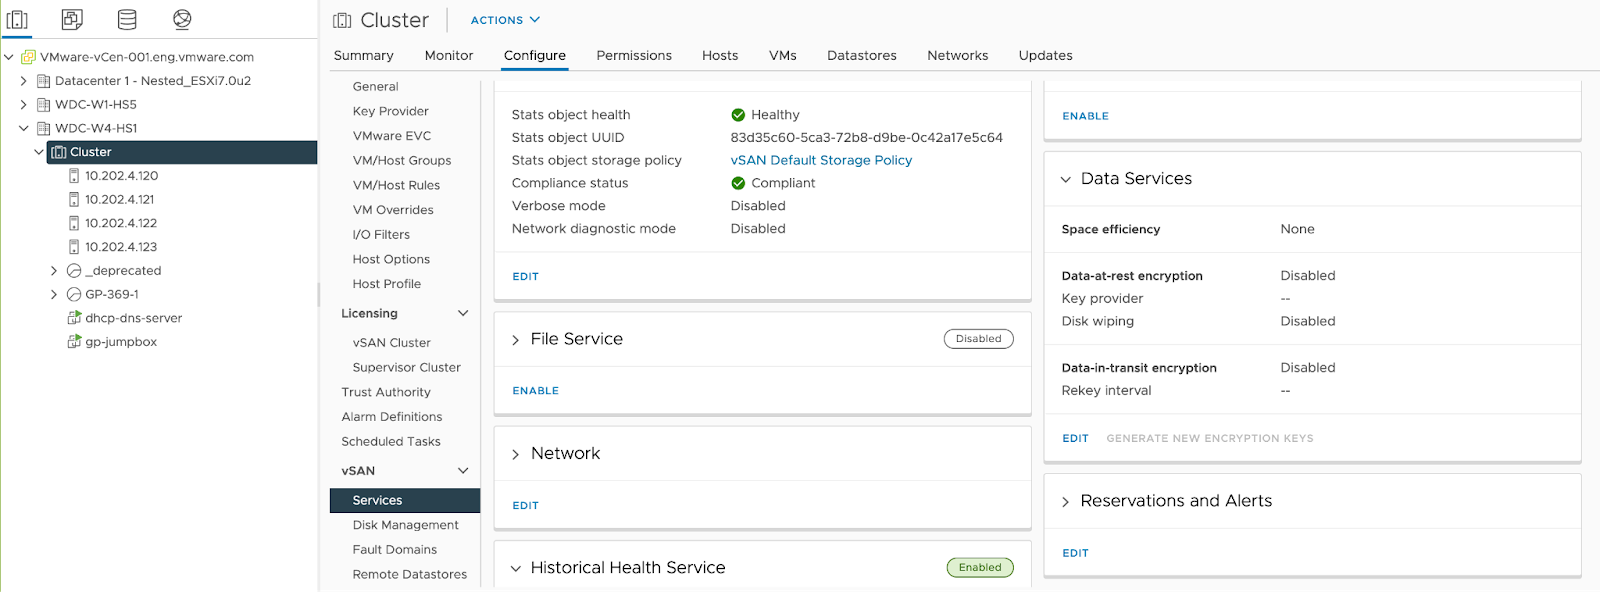 VMware-vCen-001.eng.vmware.com
Datacenter 1 - Nested_ESXi7.0u2
WDC-W1-HS5
WDC-W4-HS1
Cluster
10.202.4.120
10.202.4.121
10.202.4.122
10.202.4.123
_deprecated
GP-369-1
dhcp-dns-server
gp-jumpbox
Cluster
ACTIONS
Summary Monitor Configure Permissions Hosts VMs Datastores Networks Updates
General
Key Provider
VMware EVC
VM/Host Groups
VM/Host Rules
VM Overrides
I/O Filters
Host Options
Host Profile
Licensing
vSAN Cluster
Supervisor Cluster
Trust Authority
Alarm Definitions
Scheduled Tasks
vSAN
Services
Disk Management
Fault Domains
Remote Datastores
Stats object health Healthy
Stats object UUID 83d35c60-5ca3-72b8-d9be-0c42a17e5c64
Stats object storage policy vSAN Default Storage Policy
Compliance status Compliant
Verbose mode Disabled
Network diagnostic mode Disabled
EDIT
File Service Disabled
ENABLE
Network
EDIT
Historical Health Service Enabled
ENABLE
Data Services
Space efficiency None
Data-at-rest encryption Disabled
Key provider --
Disk wiping Disabled
Data-in-transit encryption Disabled
Rekey interval --
EDIT GENERATE NEW ENCRYPTION KEYS
Reservations and Alerts
EDIT